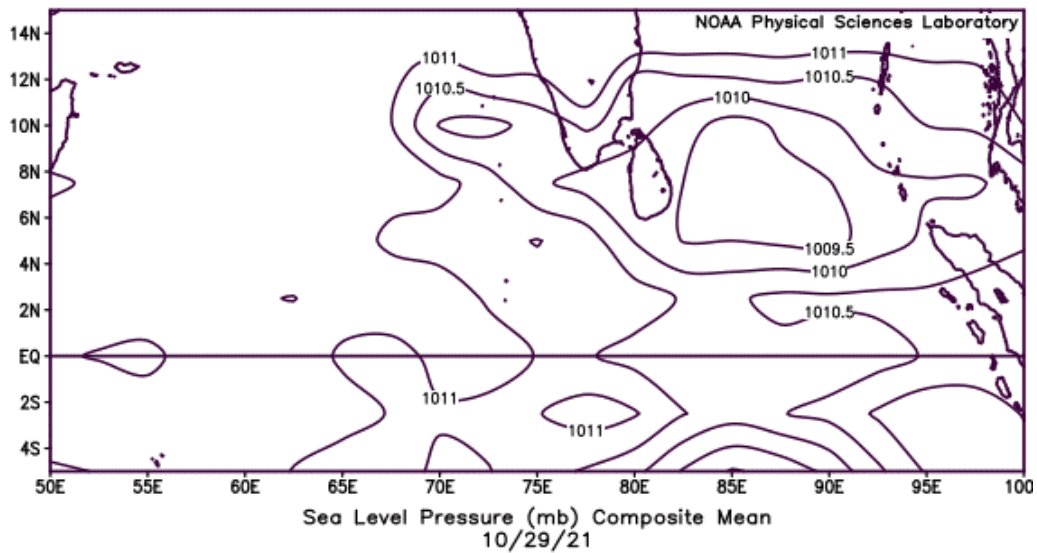 NOAA Physical Sciences Laboratory
14N
12N
10N
8N
6N
4N
2N
EQ
2S
4S
1011
1011
1010.5
1010
1009.5
1010
1010.5
1011
1011
50E 55E 60E 65E 70E 75E 80E 85E 90E 95E 100
Sea Level Pressure (mb) Composite Mean
10/29/21